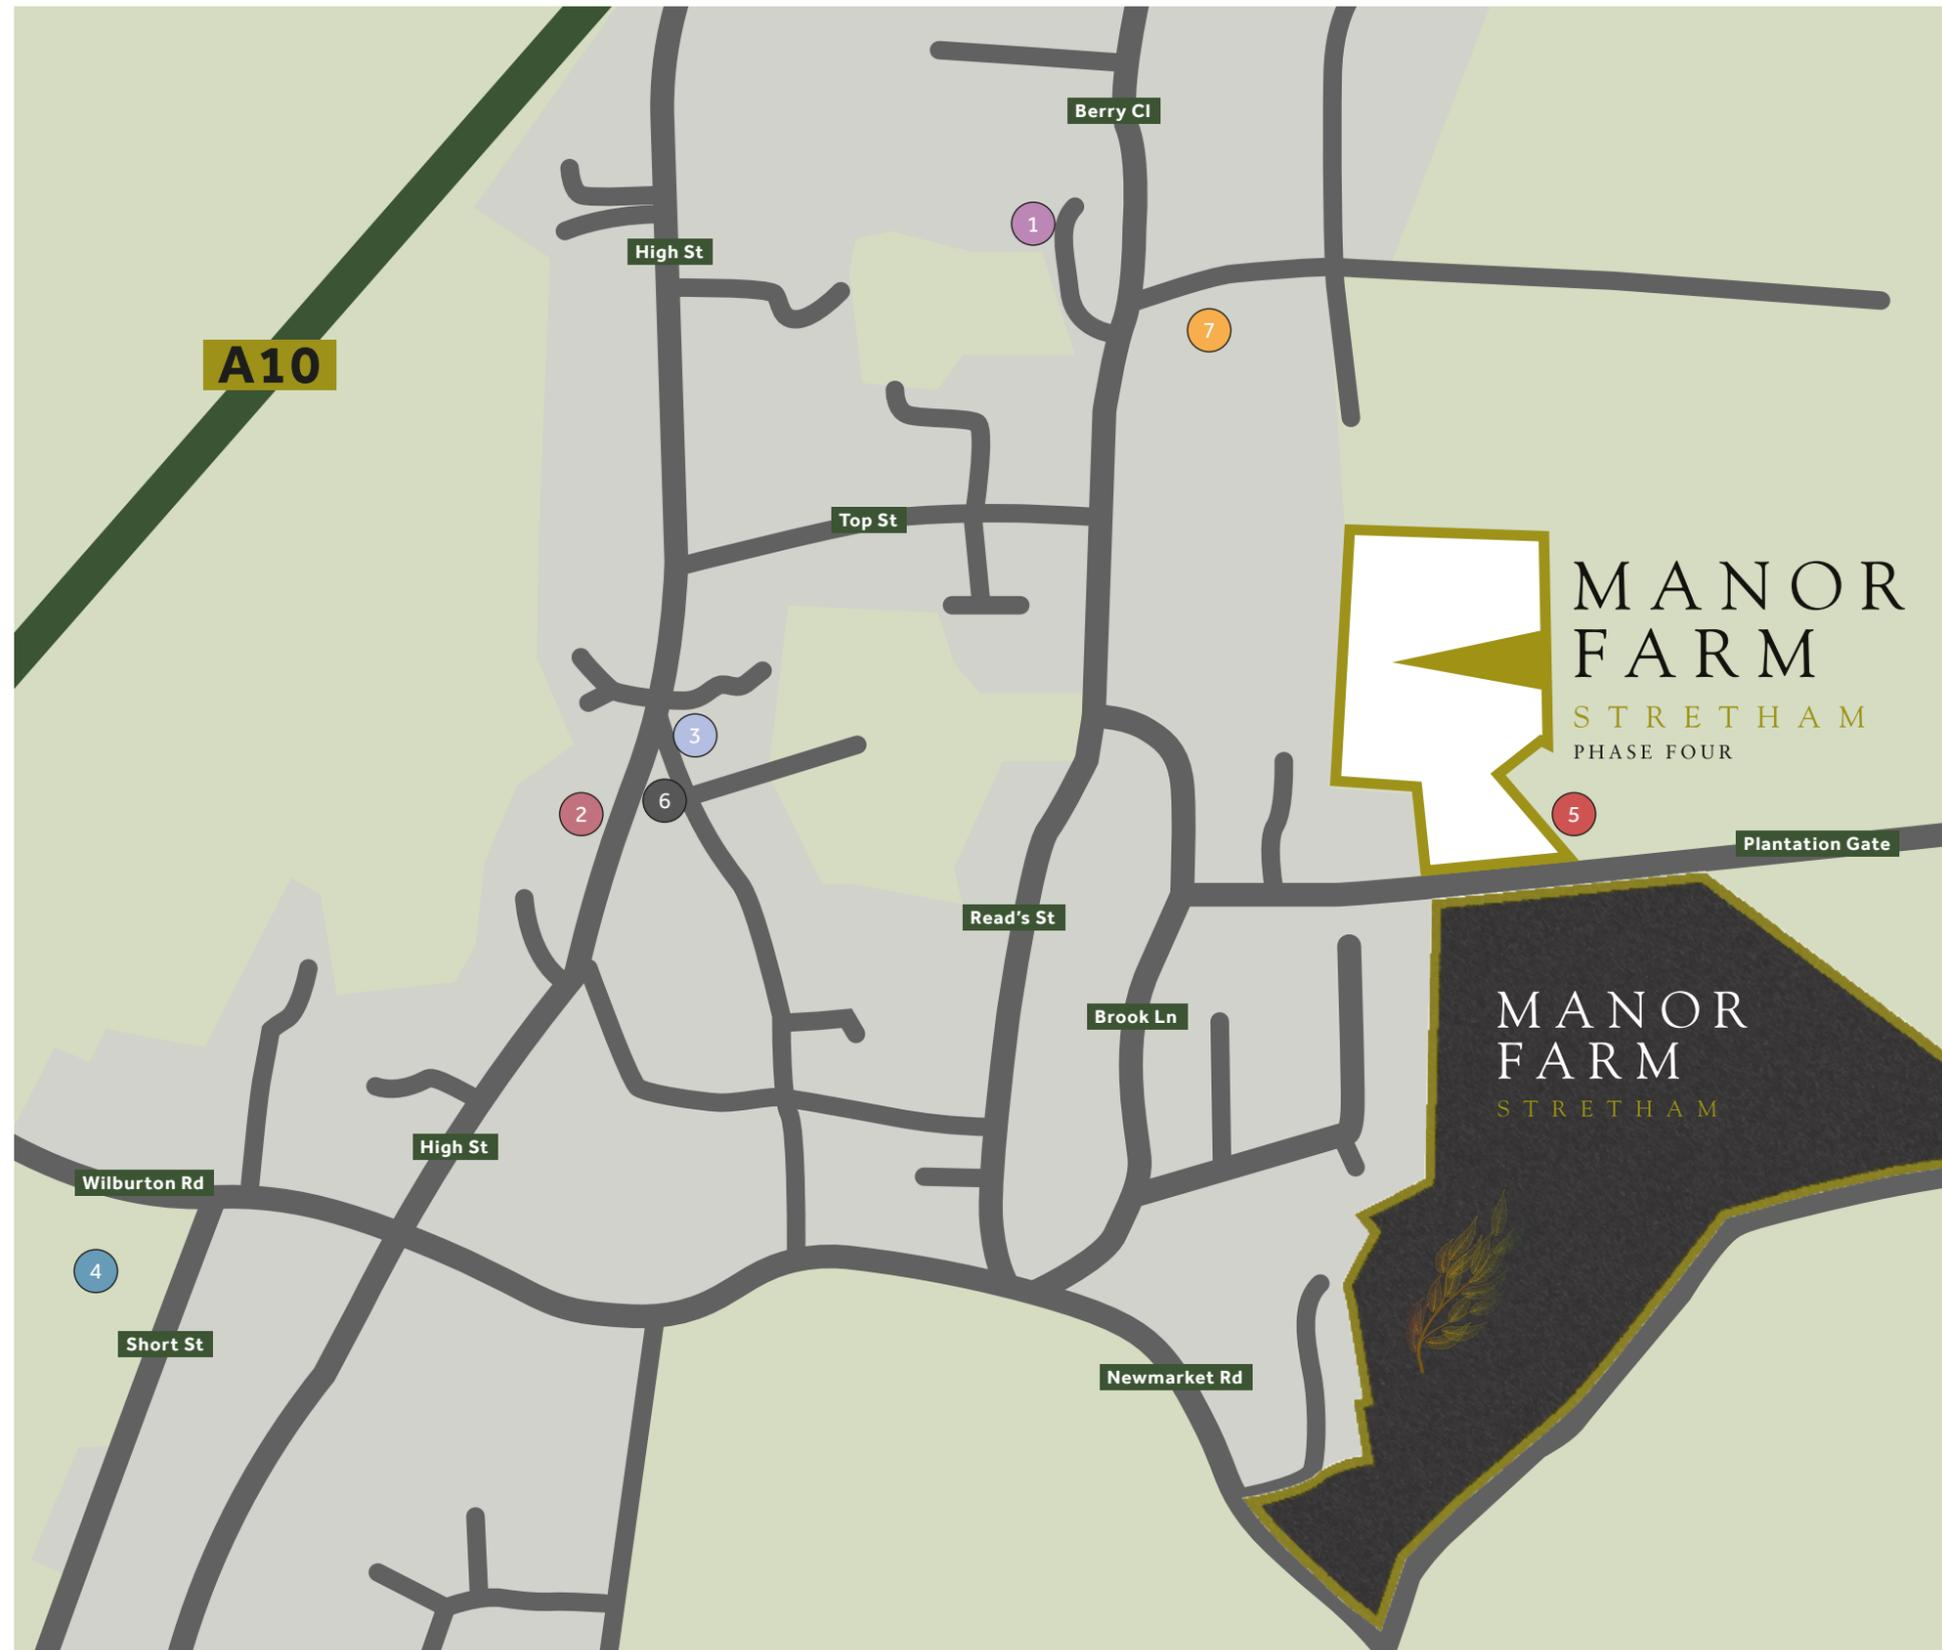 Berry Cl
1
High St
7
A10
Top St
MANOR
FARM
STRETHAM
PHASE FOUR
3
6
2
5
Plantation Gate
Read's St
MANOR
FARM
STRETHAM
Brook Ln
High St
Wilburton Rd
4
Short St
Newmarket Rd